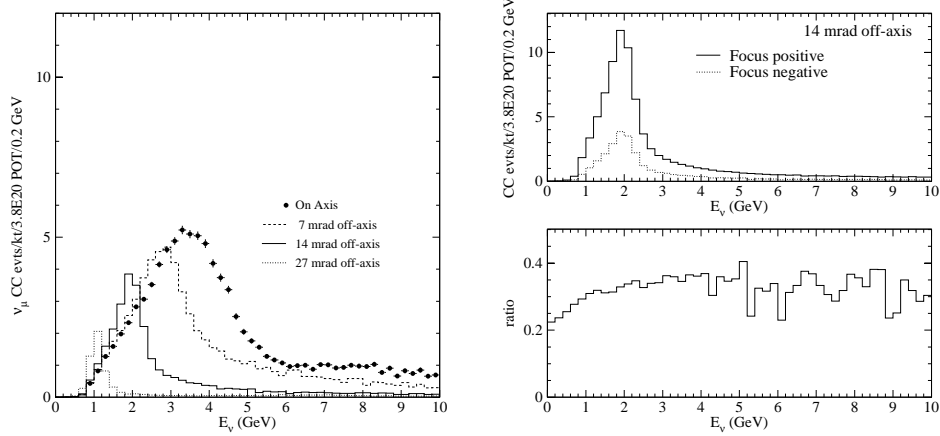 10
5
0
0 1 2 3 4 5 6 7 8 9 10
E_ν (GeV)
ν_μ CC evts/kt/3.8E20 POT/0.2 GeV
On Axis
7 mrad off-axis
14 mrad off-axis
27 mrad off-axis
CC evts/kt/3.8E20 POT/0.2 GeV
14 mrad off-axis
Focus positive
Focus negative
10
5
0
0 1 2 3 4 5 6 7 8 9 10
E_ν (GeV)
ratio
0.4
0.2
0
0 1 2 3 4 5 6 7 8 9 10
E_ν (GeV)